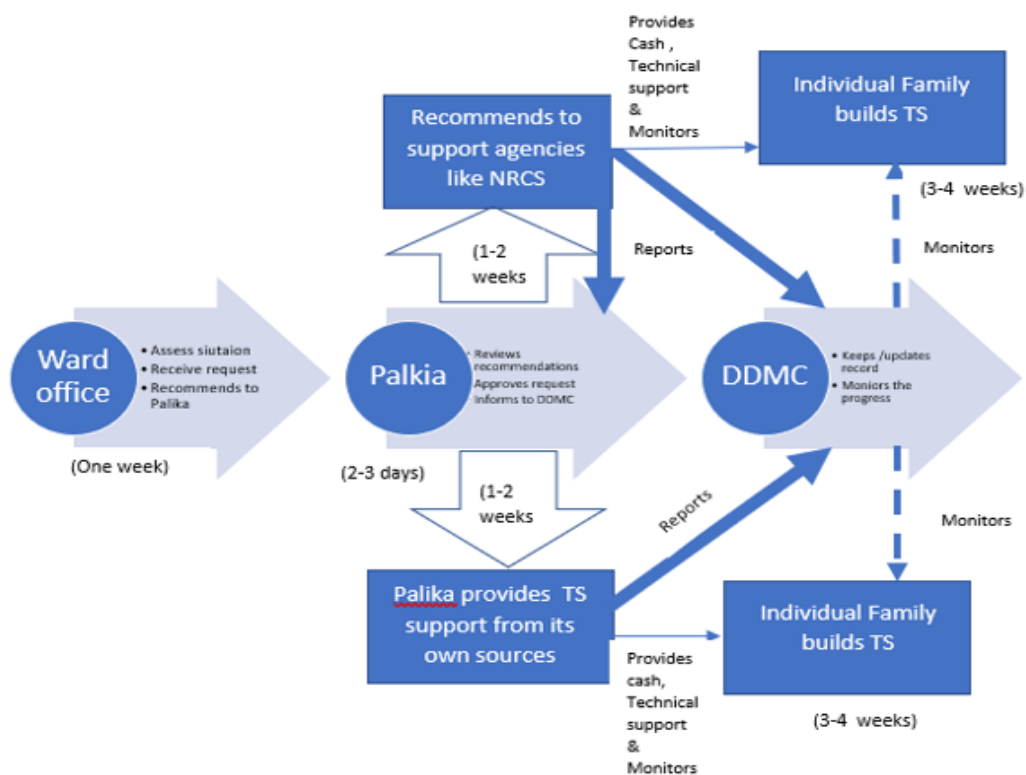 Provides
Cash ,
Technical
support
&
Monitors
Individual Family
builds TS
Recommends to
support agencies
like NRCS
(3-4 weeks)
(1-2
weeks
Reports
Monitors
Ward
office
• Assess siutaion
• Receive request
• Recommends to
Palika
(One week)
Palkia
Reviews
recommendations
Approves request
Informs to DDMC
(2-3 days)
DDMC
• Keeps /updates
record
• Moniors the
progress
(1-2
weeks
Reports
Monitors
Palika provides TS
support from its
own sources
Individual Family
builds TS
Provides
cash,
Technical
support
&
Monitors
(3-4 weeks)